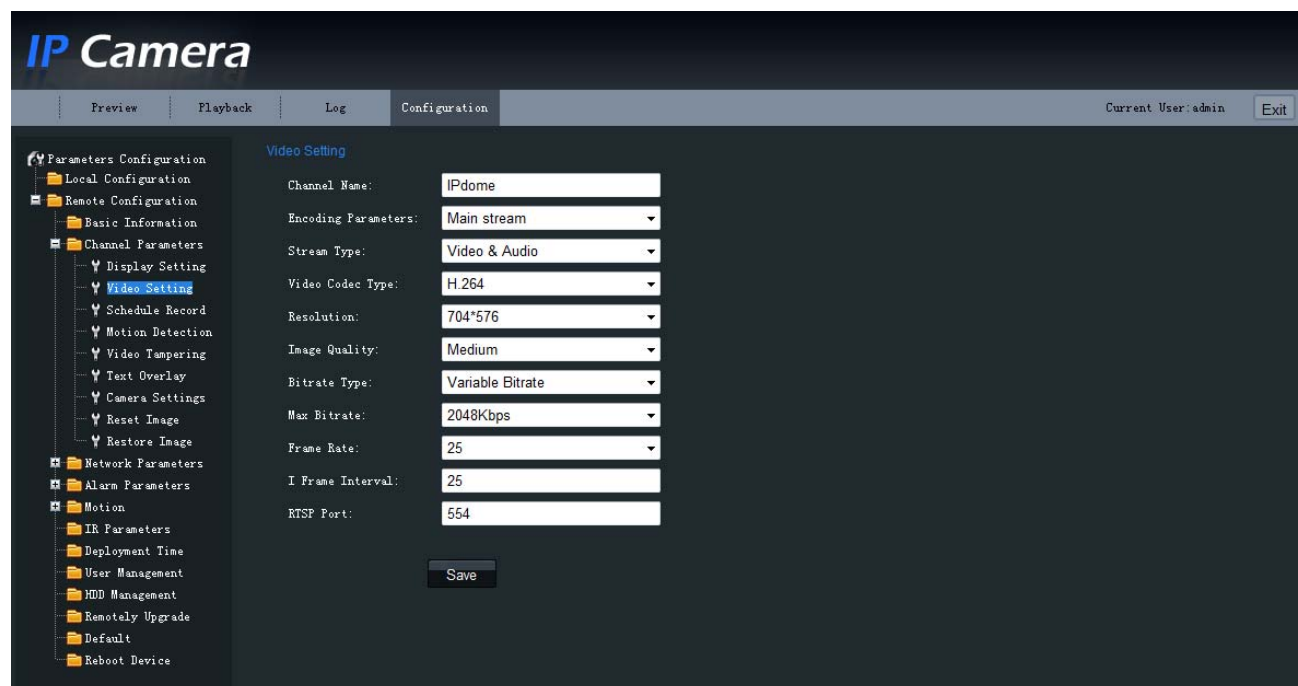 IP Camera
Preview Playback Log Configuration Current User:admin Exit
Parameters Configuration
Local Configuration
Remote Configuration
Basic Information
Channel Parameters
Display Setting
Video Setting
Schedule Record
Motion Detection
Video Tampering
Text Overlay
Camera Settings
Reset Image
Restore Image
Network Parameters
Alarm Parameters
Motion
IR Parameters
Deployment Time
User Management
HDD Management
Remotely Upgrade
Default
Reboot Device
Video Setting
Channel Name: IPdome
Encoding Parameters: Main stream
Stream Type: Video & Audio
Video Codec Type: H.264
Resolution: 704*576
Image Quality: Medium
Bitrate Type: Variable Bitrate
Max Bitrate: 2048Kbps
Frame Rate: 25
I Frame Interval: 25
RTSP Port: 554
Save